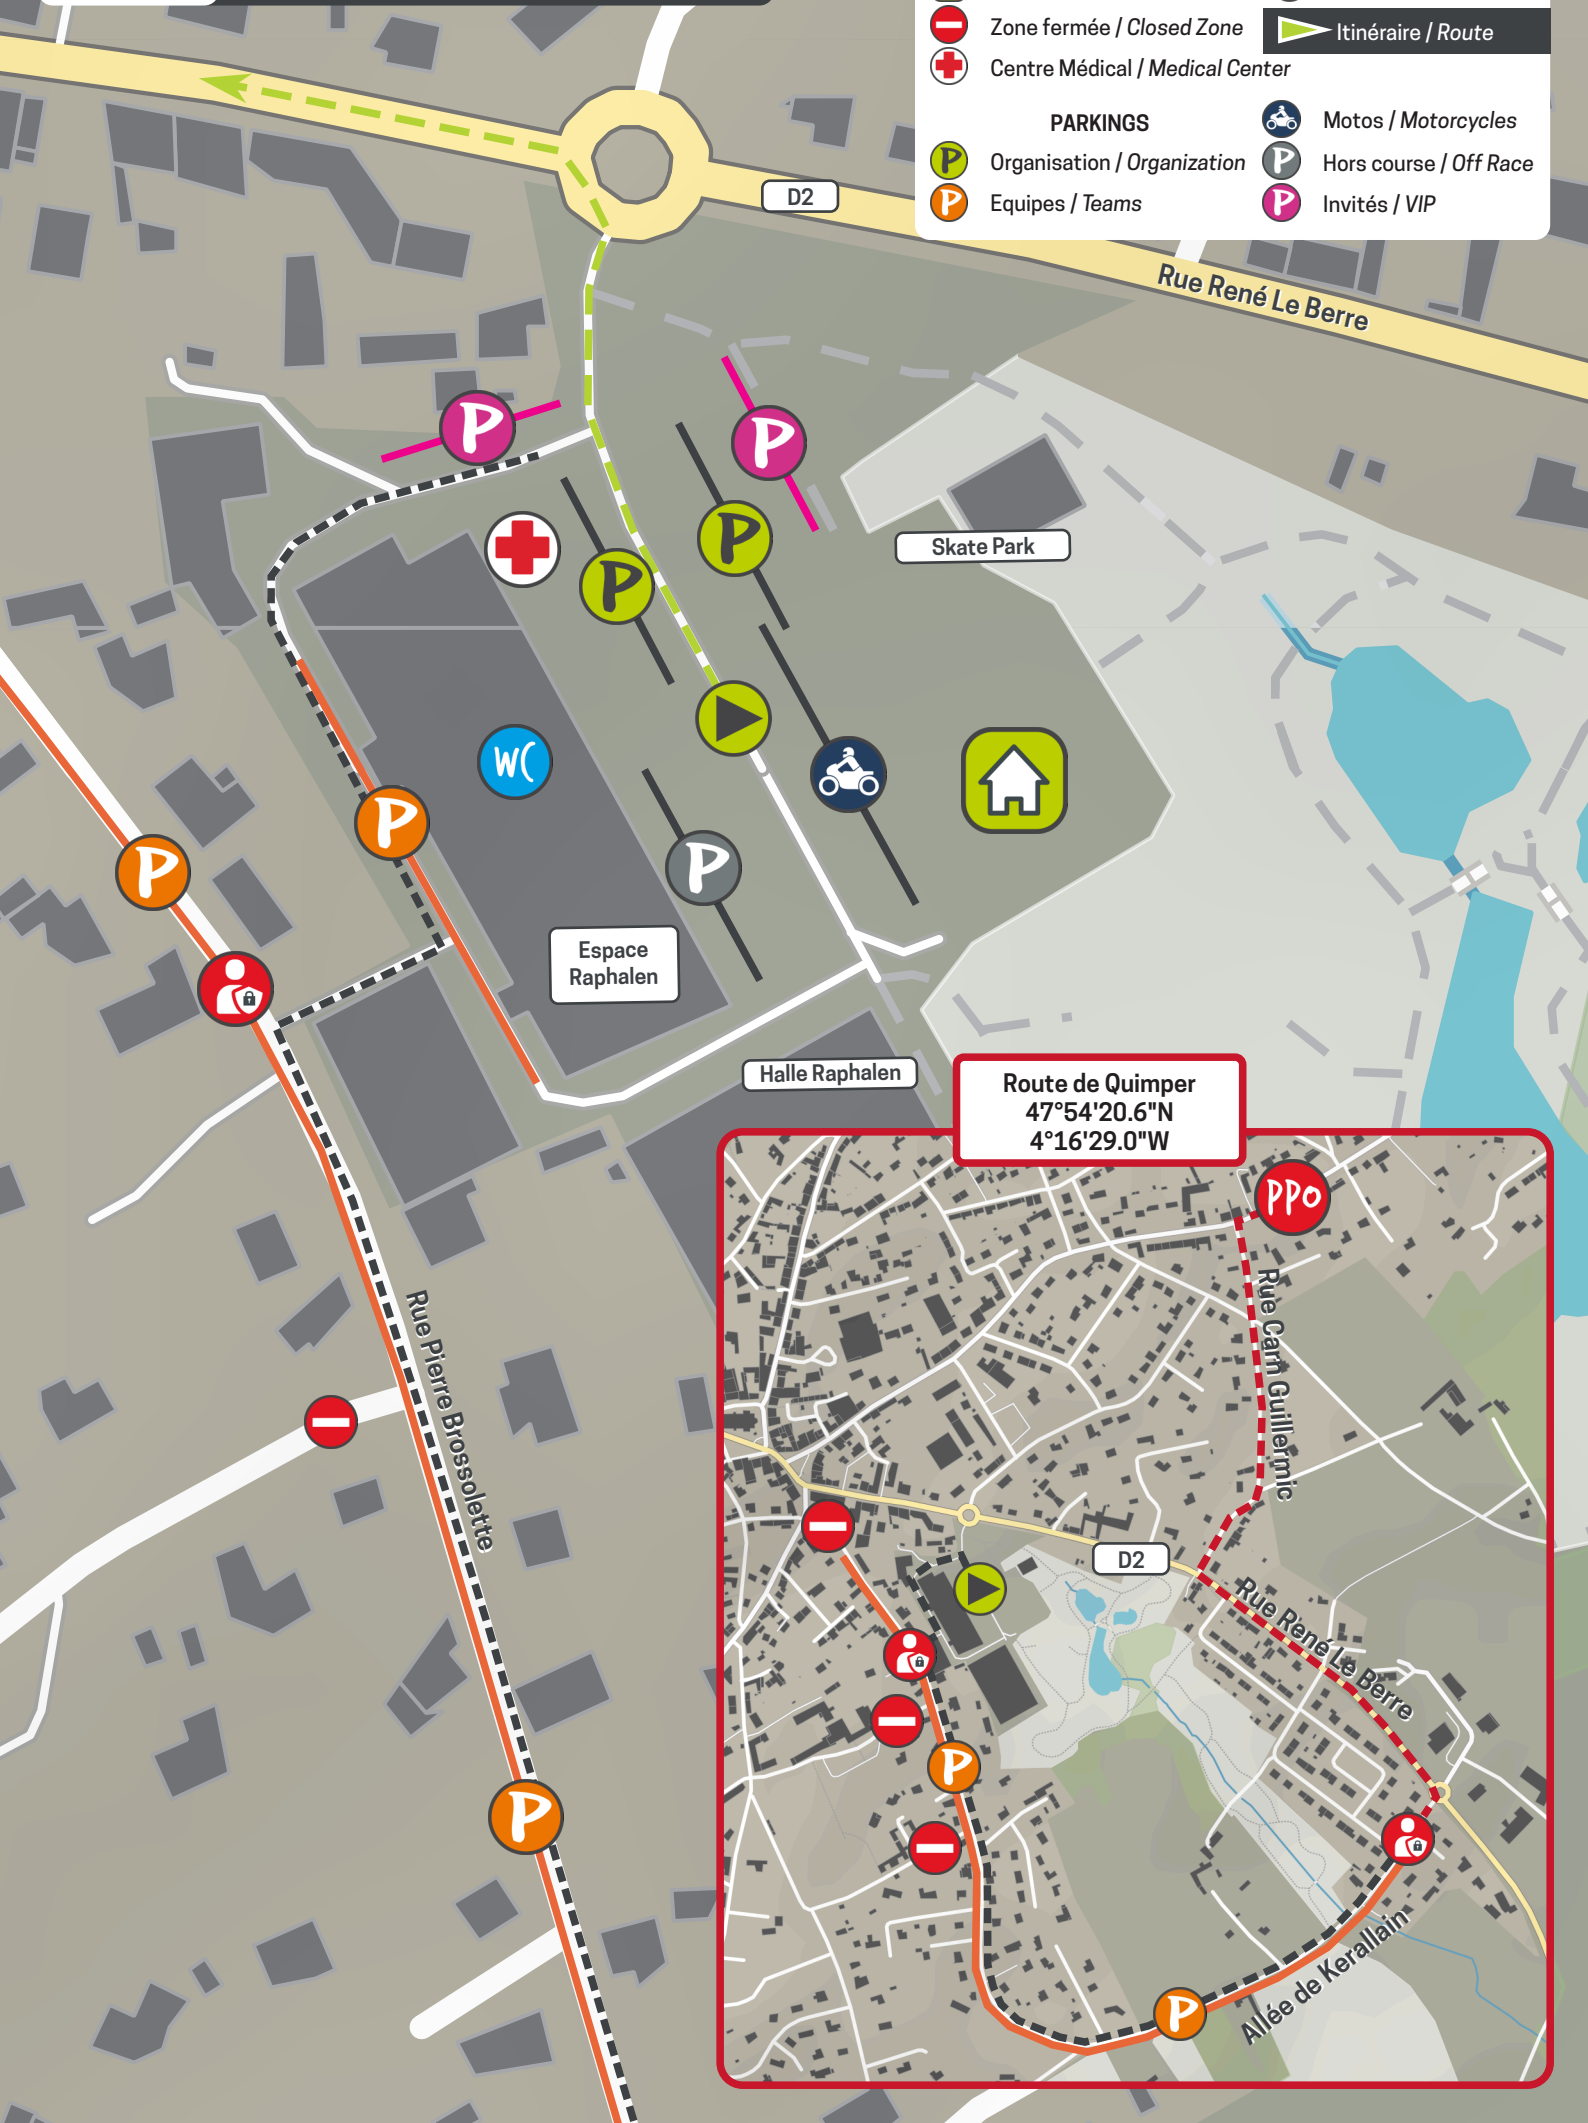 Zone fermée / Closed Zone
Itinéraire / Route
Centre Médical / Medical Center
PARKINGS
Motos / Motorcycles
P Organisation / Organization
P Hors course / Off Race
P Equipes / Teams
P Invités / VIP
D2
Rue René Le Berre
P
P
P
P
Skate Park
WC
P
P
P
Espace
Raphalen
Halle Raphalen
Route de Quimper
47°54'20.6"N
4°16'29.0"W
PPO
Rue Carn Guillermic
Rue Pierre Brossolette
D2
Rue René Le Berre
P
P
Allée de Kerallain
P